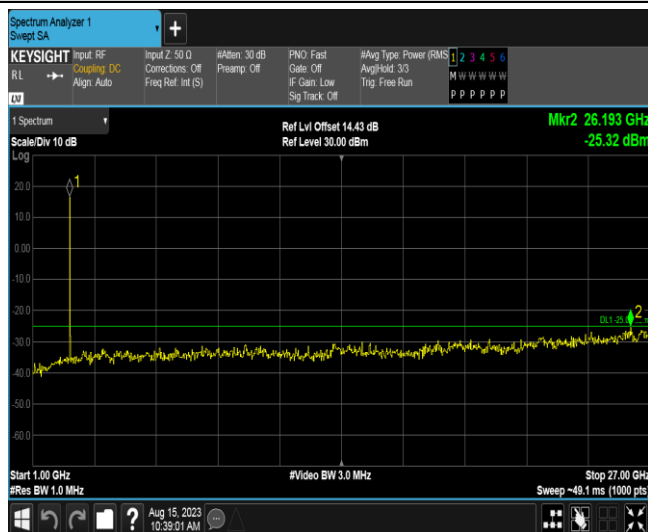 Spectrum Analyzer 1
Swept SA
KEYSIGHT
RL
LXI
Input: RF
Coupling: DC
Align: Auto
Input Z: 50 Ω
Corrections: Off
Freq Ref: Int (S)
#Atten: 30 dB
Preamp: Off
PNO: Fast
Gate: Off
IF Gain: Low
Sig Track: Off
#Avg Type: Power (RMS
Avg|Hold: 3/3
Trig: Free Run
1 2 3 4 5 6
M W W W W W
P P P P P P
1 Spectrum
Scale/Div 10 dB
Ref Lvl Offset 14.43 dB
Ref Level 30.00 dBm
Mkr2 26.193 GHz
-25.32 dBm
Log
20.0
10.0
0.00
-10.0
-20.0
-30.0
-40.0
-50.0
-60.0
1
2
Start 1.00 GHz
#Res BW 1.0 MHz
#Video BW 3.0 MHz
Stop 27.00 GHz
Sweep ~49.1 ms (1000 pts)
?
Aug 15, 2023
10:39:01 AM